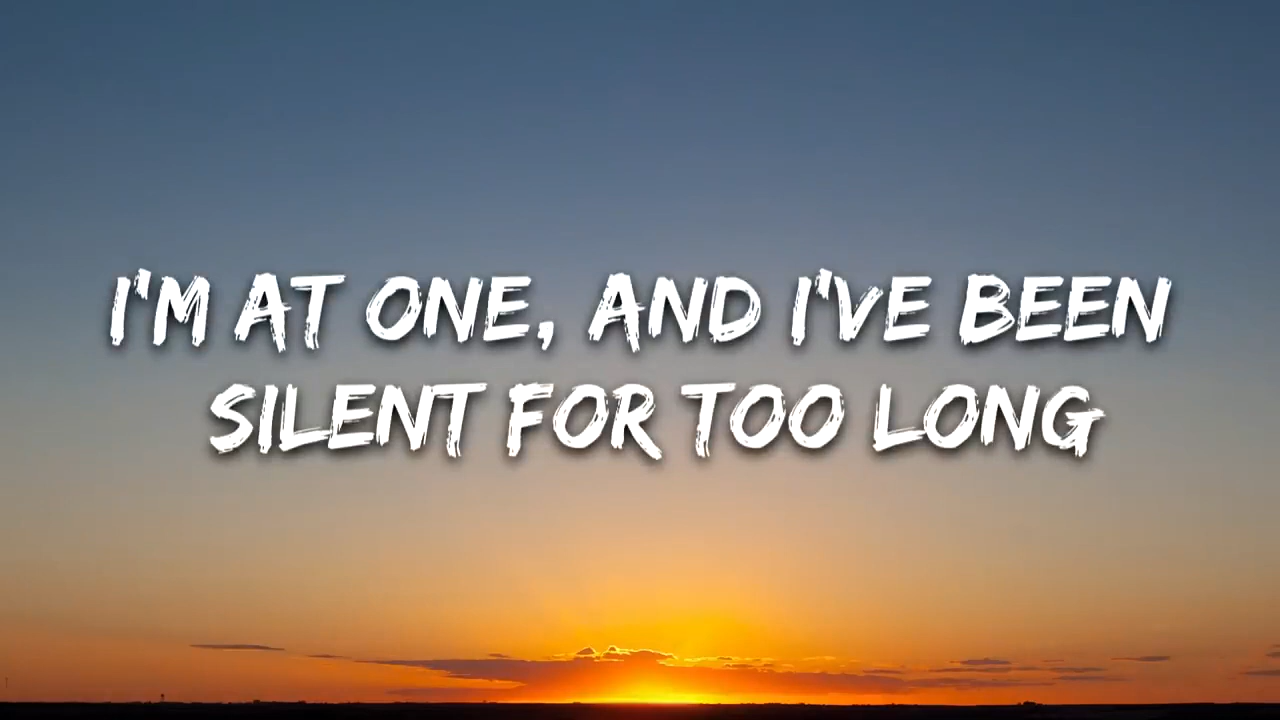 I'M AT ONE, AND I'VE BEEN
SILENT FOR TOO LONG